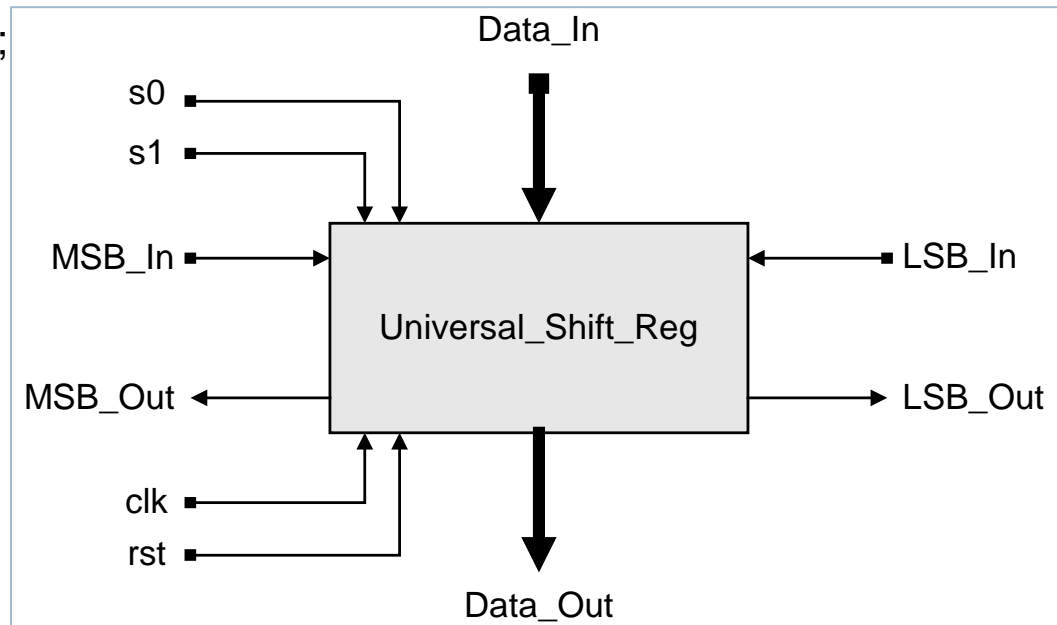 ;
Data_In
s0
s1
MSB_In
LSB_In
Universal_Shift_Reg
MSB_Out
LSB_Out
clk
rst
Data_Out